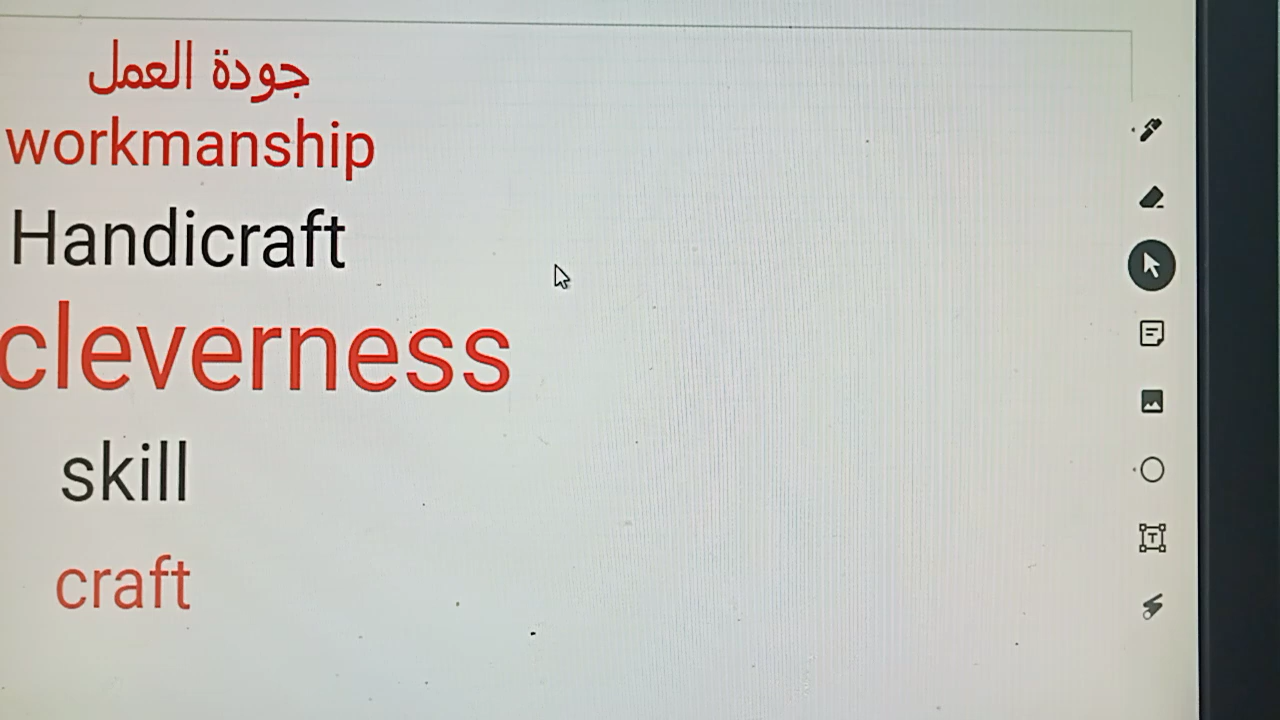 جودة العمل
workmanship
Handicraft
cleverness
skill
craft